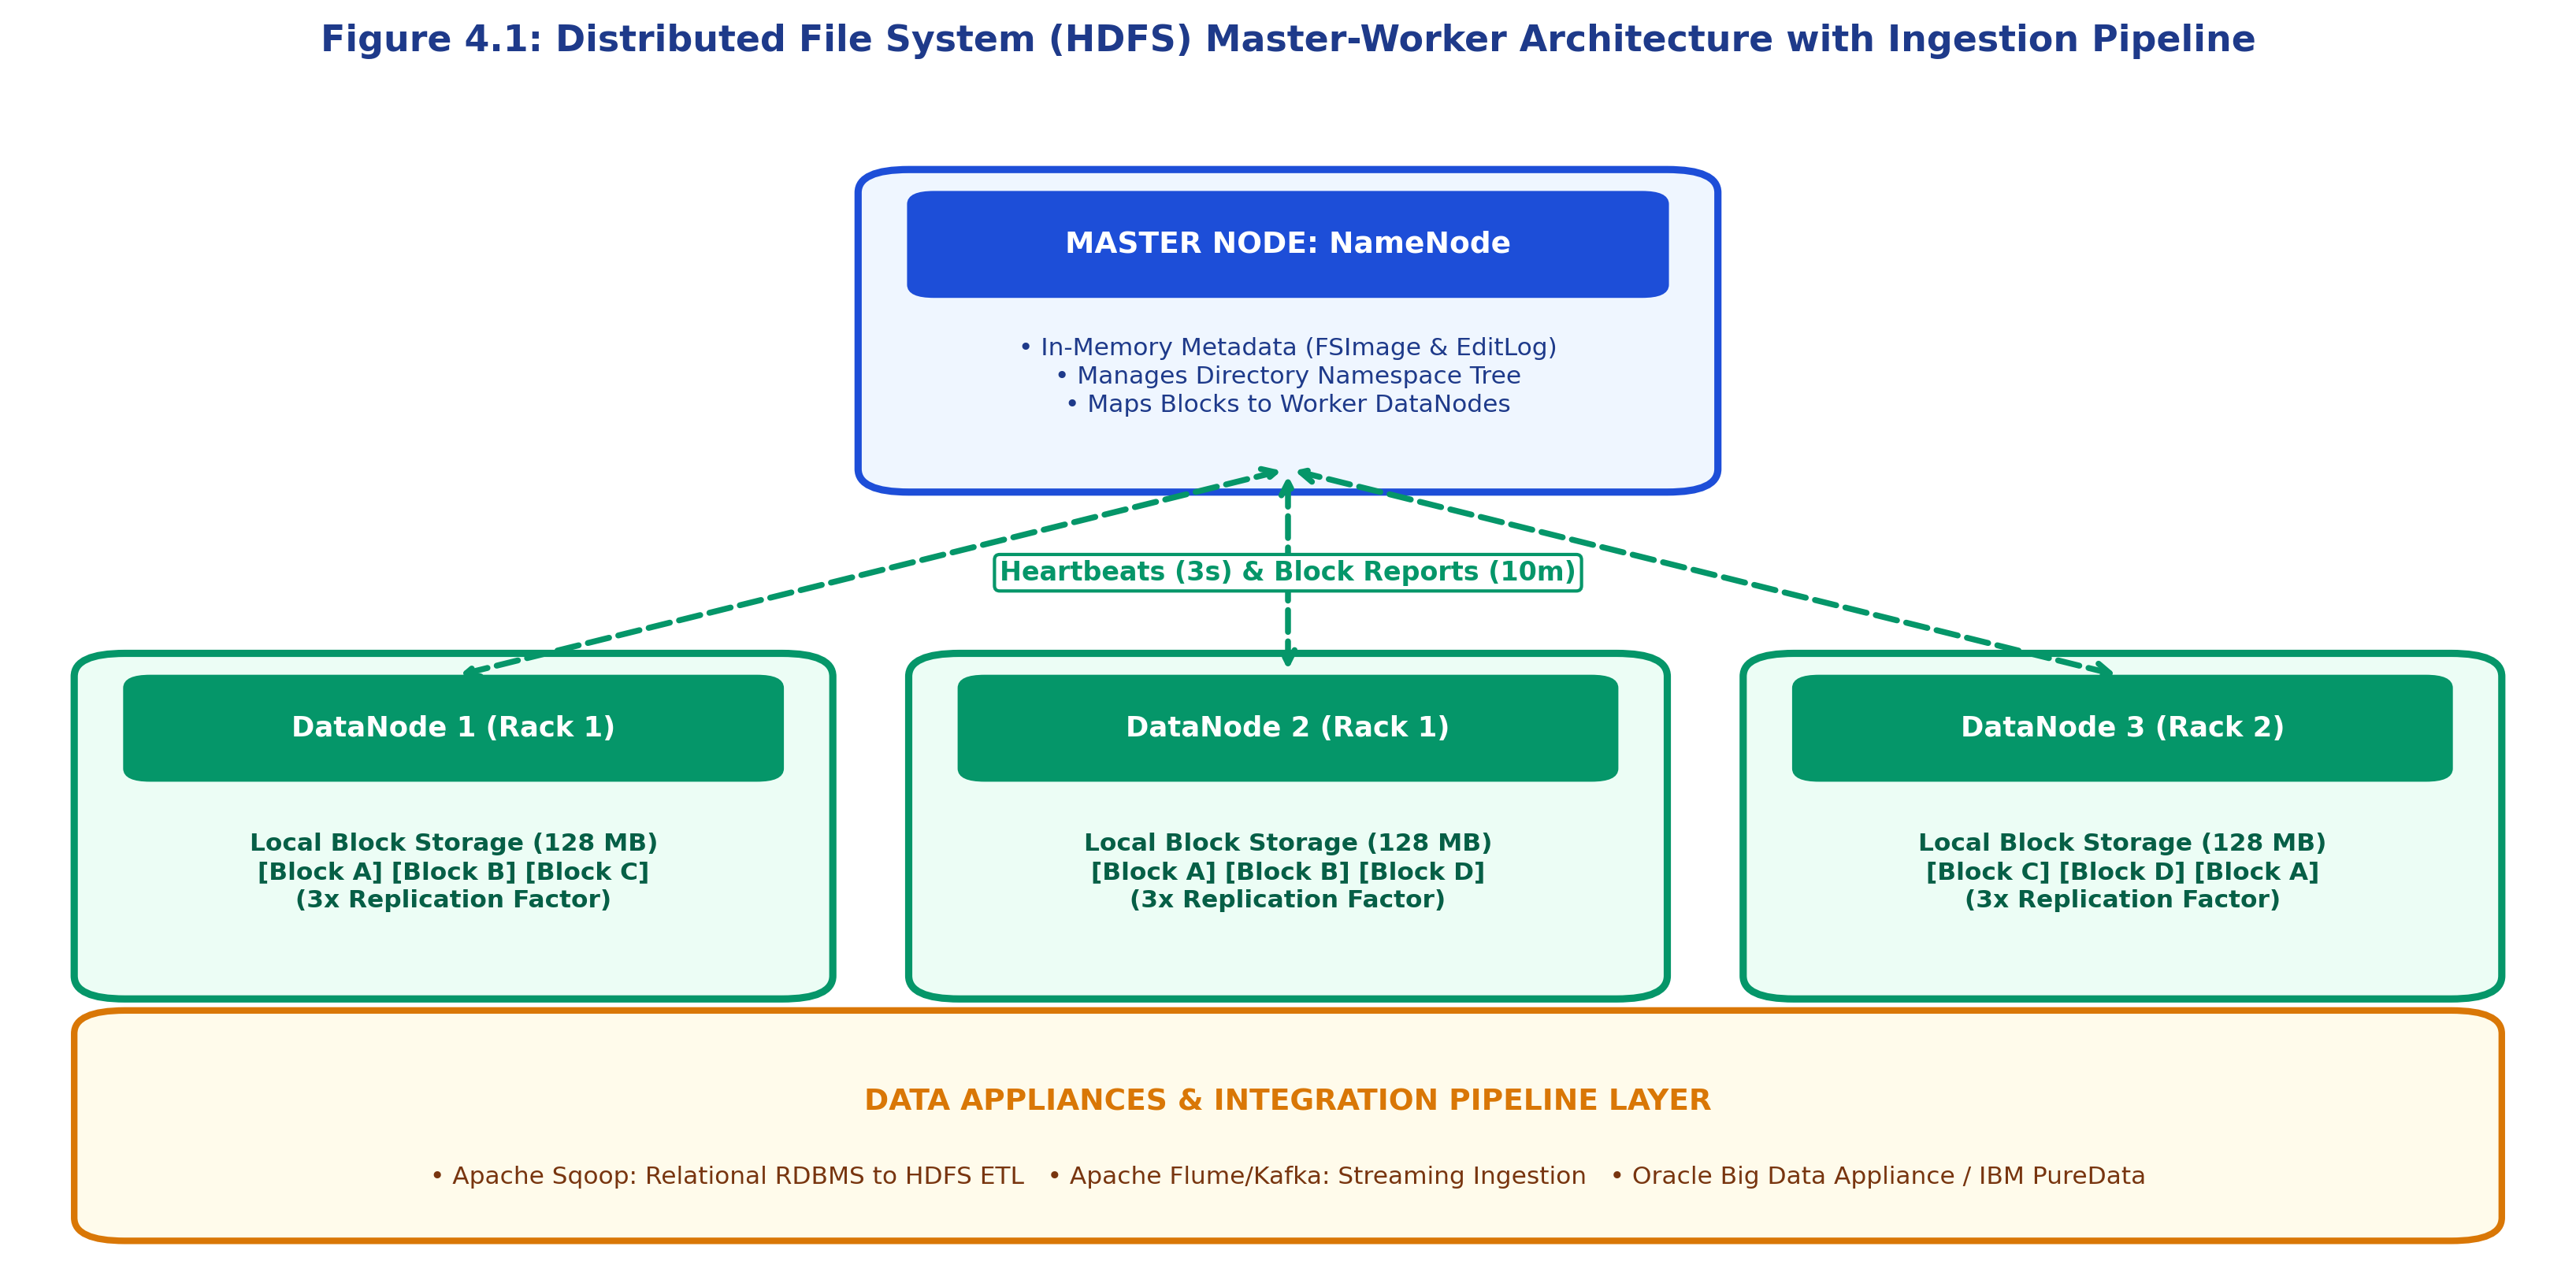 Figure 4.1: Distributed File System (HDFS) Master-Worker Architecture with Ingestion Pipeline
MASTER NODE: NameNode
• In-Memory Metadata (FSImage & EditLog)
• Manages Directory Namespace Tree
• Maps Blocks to Worker DataNodes
Heartbeats (3s) & Block Reports (10m)
DataNode 1 (Rack 1)
Local Block Storage (128 MB)
[Block A] [Block B] [Block C]
(3x Replication Factor)
DataNode 2 (Rack 1)
Local Block Storage (128 MB)
[Block A] [Block B] [Block D]
(3x Replication Factor)
DataNode 3 (Rack 2)
Local Block Storage (128 MB)
[Block C] [Block D] [Block A]
(3x Replication Factor)
DATA APPLIANCES & INTEGRATION PIPELINE LAYER
• Apache Sqoop: Relational RDBMS to HDFS ETL • Apache Flume/Kafka: Streaming Ingestion • Oracle Big Data Appliance / IBM PureData